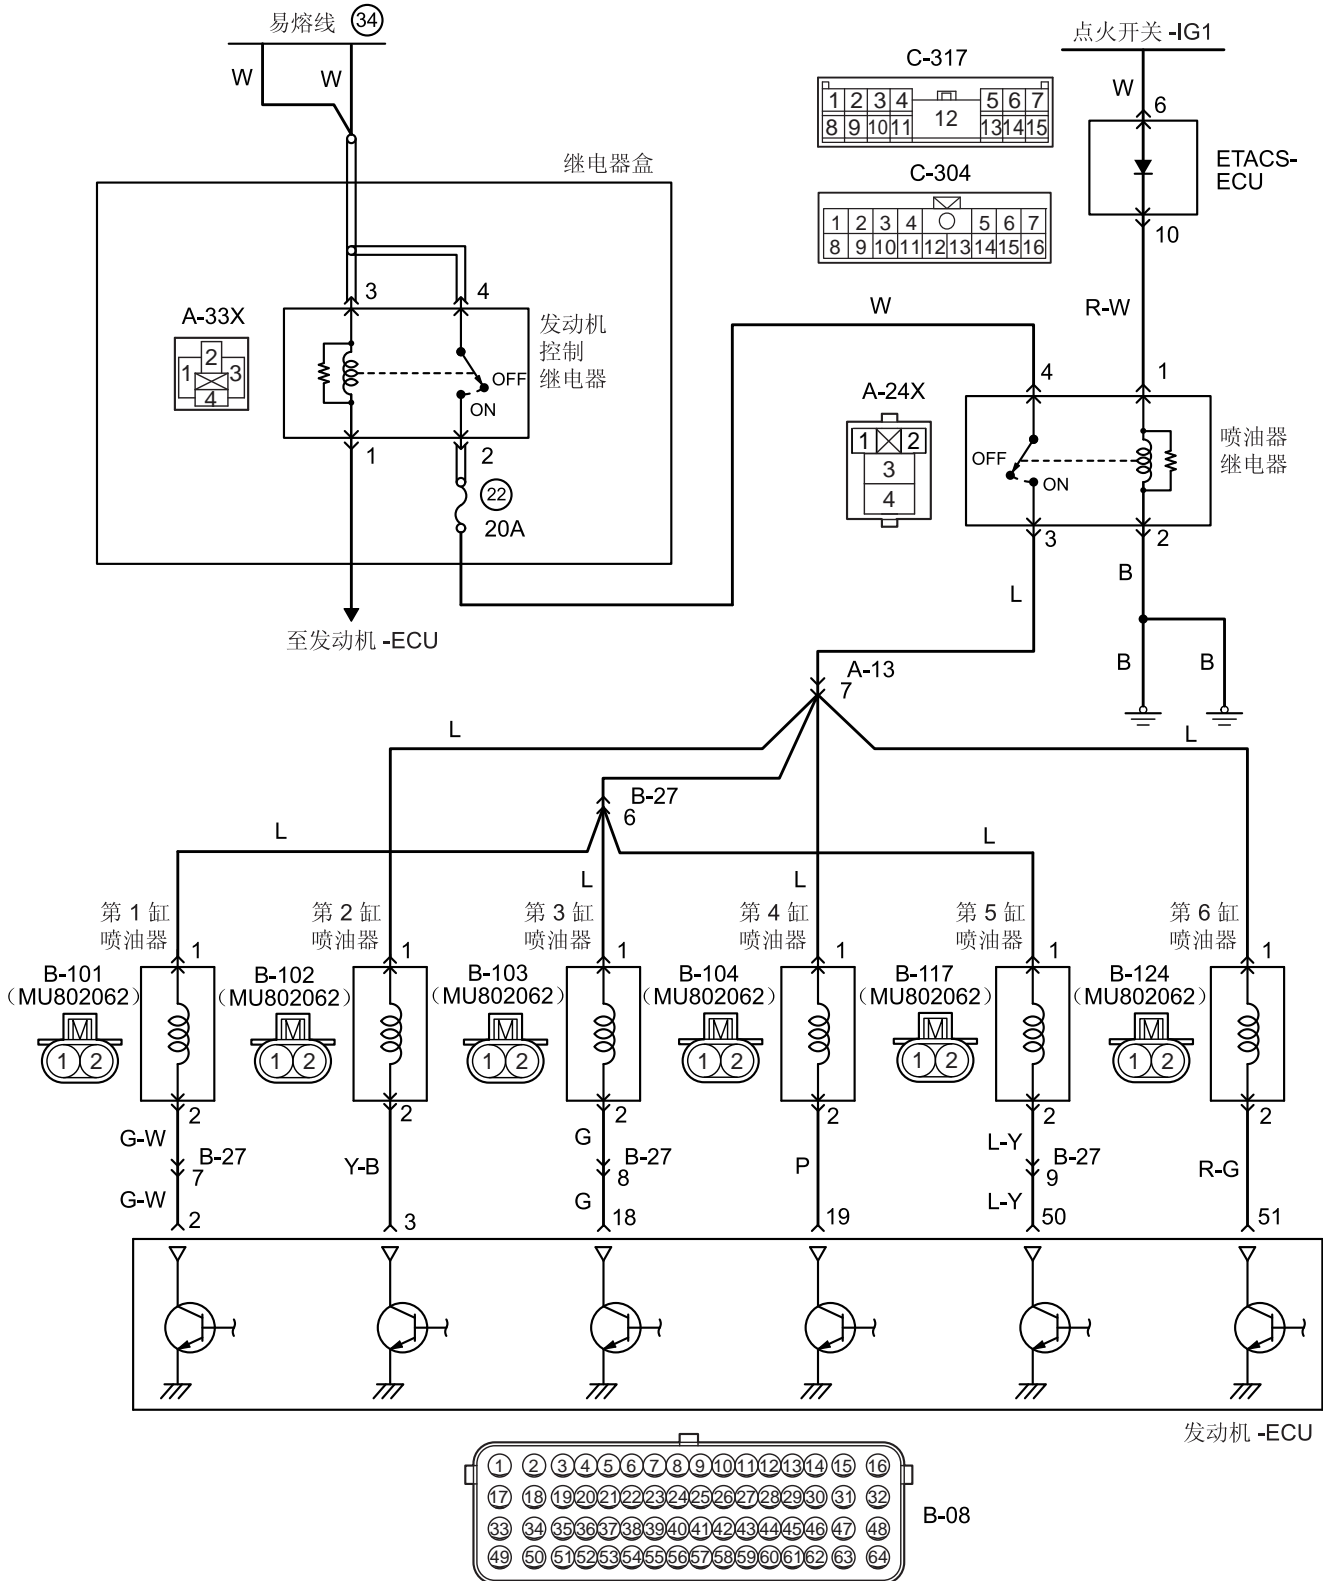 易熔线 34
点火开关 -IG1
W
W
C-317
1 2 3 4 5 6 7
12
8 9 10 11 13 14 15
W
6
ETACS-
ECU
10
继电器盒
C-304
1 2 3 4 5 6 7
8 9 10 11 12 13 14 15 16
3
4
A-33X
2
1 3
4
发动机
控制
继电器
OFF
ON
1
2
22
20A
至发动机 -ECU
W
R-W
4
1
A-24X
1 2
3
4
OFF
ON
喷油器
继电器
3
2
B
L
B
B
A-13
7
L
L
B-27
6
L
L
L
L
第 1 缸
喷油器
第 2 缸
喷油器
第 3 缸
喷油器
第 4 缸
喷油器
第 5 缸
喷油器
第 6 缸
喷油器
1
1
1
1
1
1
B-101
(MU802062)
B-102
(MU802062)
B-103
(MU802062)
B-104
(MU802062)
B-117
(MU802062)
B-124
(MU802062)
1 2
1 2
1 2
1 2
1 2
1 2
2
2
2
2
2
2
G-W
B-27
7
G-W
2
Y-B
3
G
B-27
8
G
18
P
19
L-Y
B-27
9
L-Y
50
R-G
51
发动机 -ECU
1 2 3 4 5 6 7 8 9 10 11 12 13 14 15 16
17 18 19 20 21 22 23 24 25 26 27 28 29 30 31 32
33 34 35 36 37 38 39 40 41 42 43 44 45 46 47 48
49 50 51 52 53 54 55 56 57 58 59 60 61 62 63 64
B-08